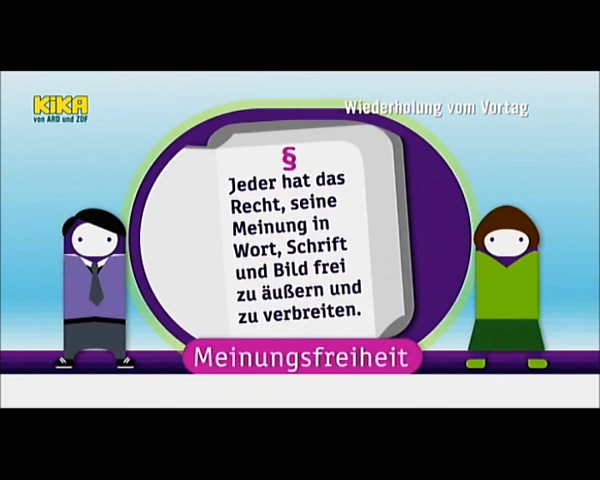 KiKA
von ARD und ZDF
Wiederholung vom Vortag
§
Jeder hat das
Recht, seine
Meinung in
Wort, Schrift
und Bild frei
zu äußern und
zu verbreiten.
Meinungsfreiheit